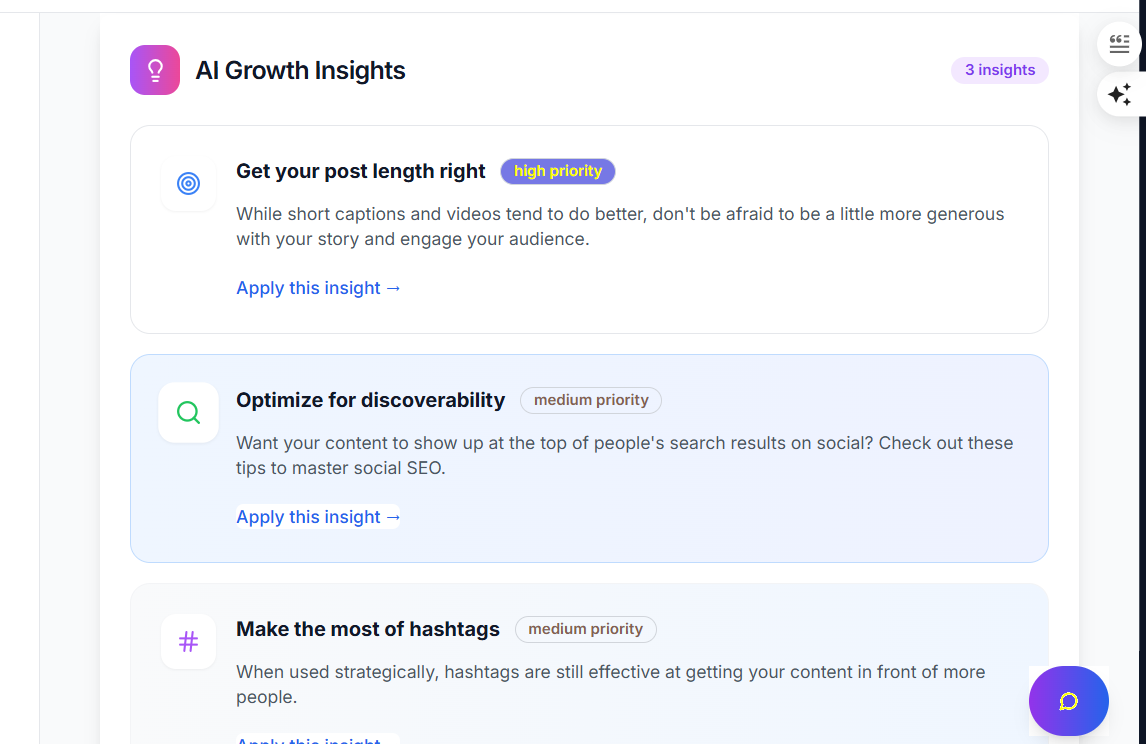 AI Growth Insights
3 insights
Get your post length right
high priority
While short captions and videos tend to do better, don't be afraid to be a little more generous
with your story and engage your audience.
Apply this insight →
Optimize for discoverability
medium priority
Want your content to show up at the top of people's search results on social? Check out these
tips to master social SEO.
Apply this insight →
Make the most of hashtags
medium priority
When used strategically, hashtags are still effective at getting your content in front of more
people.
Apply this insight